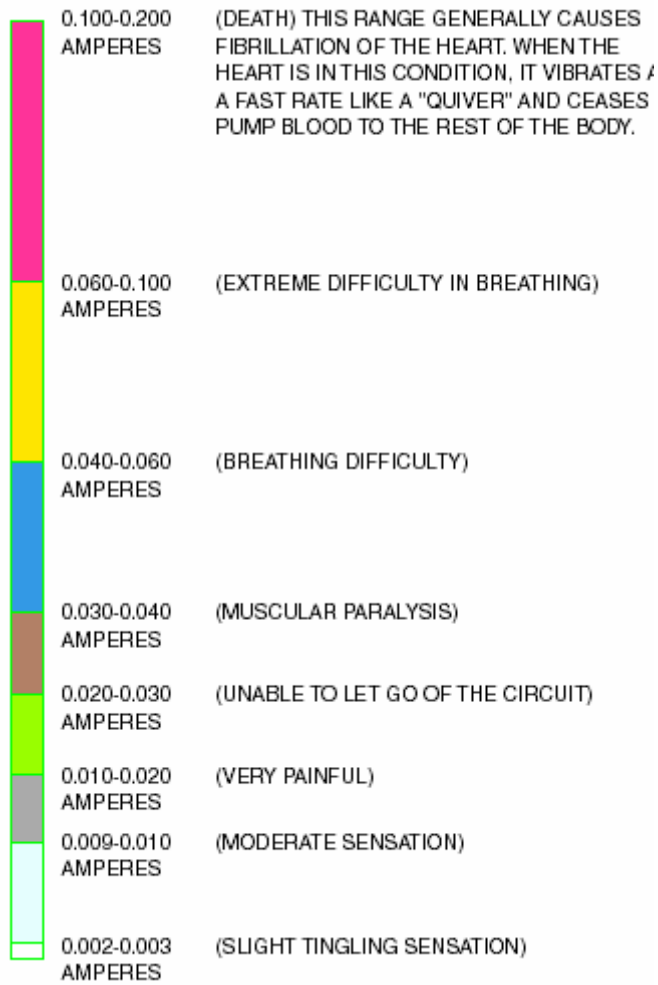 0.100-0.200 (DEATH) THIS RANGE GENERALLY CAUSES
AMPERES FIBRILLATION OF THE HEART. WHEN THE
HEART IS IN THIS CONDITION, IT VIBRATES
A FAST RATE LIKE A "QUIVER" AND CEASES
PUMP BLOOD TO THE REST OF THE BODY.
0.060-0.100 (EXTREME DIFFICULTY IN BREATHING)
AMPERES
0.040-0.060 (BREATHING DIFFICULTY)
AMPERES
0.030-0.040 (MUSCULAR PARALYSIS)
AMPERES
0.020-0.030 (UNABLE TO LET GO OF THE CIRCUIT)
AMPERES
0.010-0.020 (VERY PAINFUL)
AMPERES
0.009-0.010 (MODERATE SENSATION)
AMPERES
0.002-0.003 (SLIGHT TINGLING SENSATION)
AMPERES